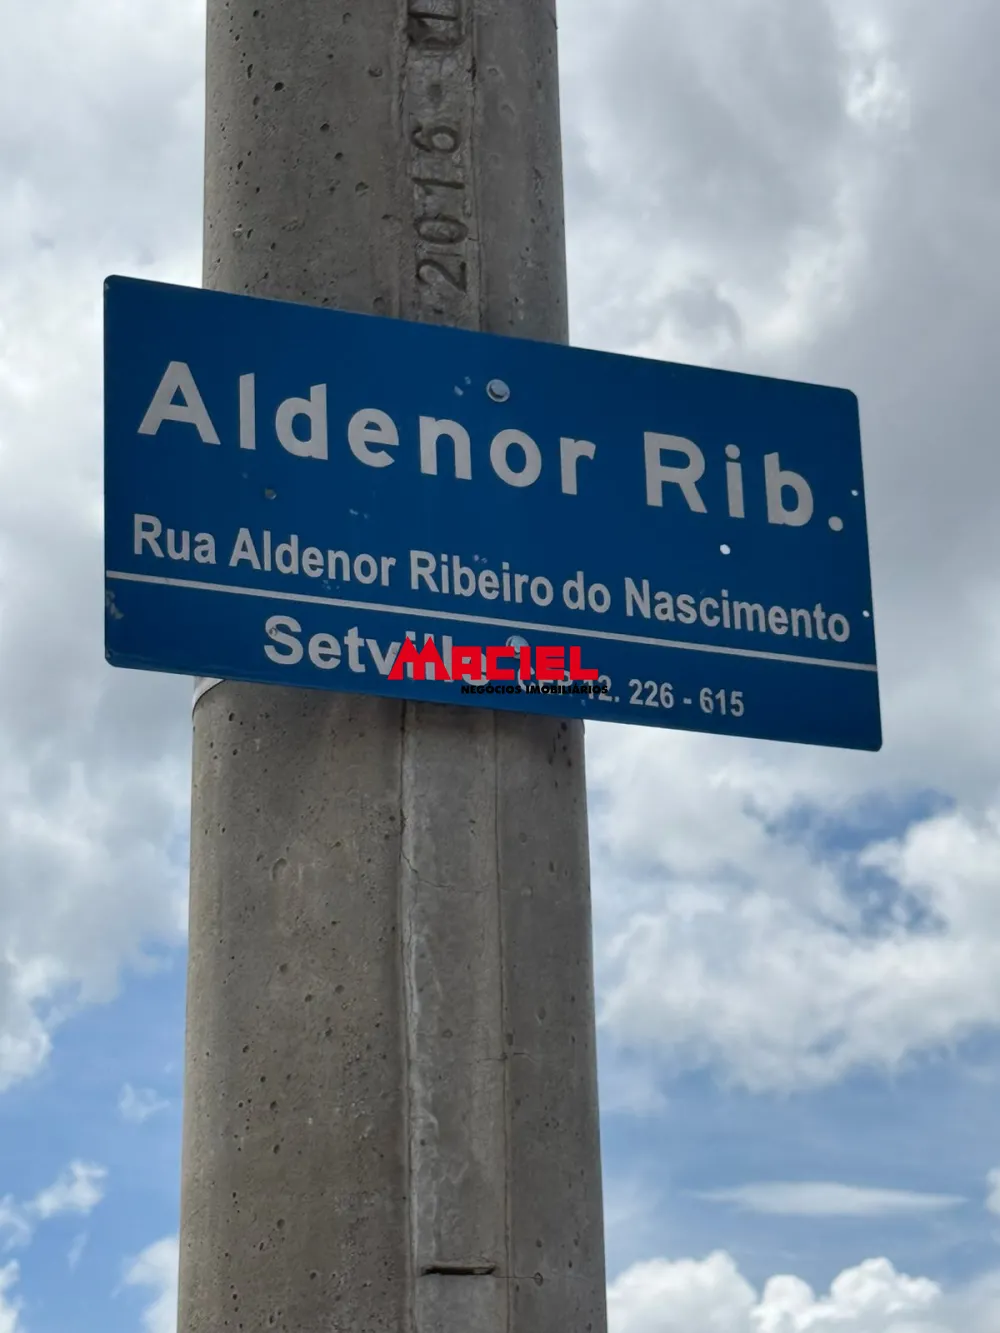 2016
Aldenor Rib.
Rua Aldenor Ribeiro do Nascimento
MACIEL
NEGÓCIOS IMOBILIÁRIOS
226 - 615